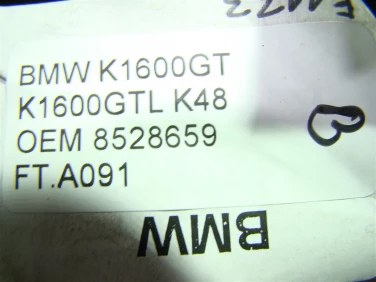 BMW K1600GT
K1600GTL K48
OEM 8528659
FT.A091
BMW